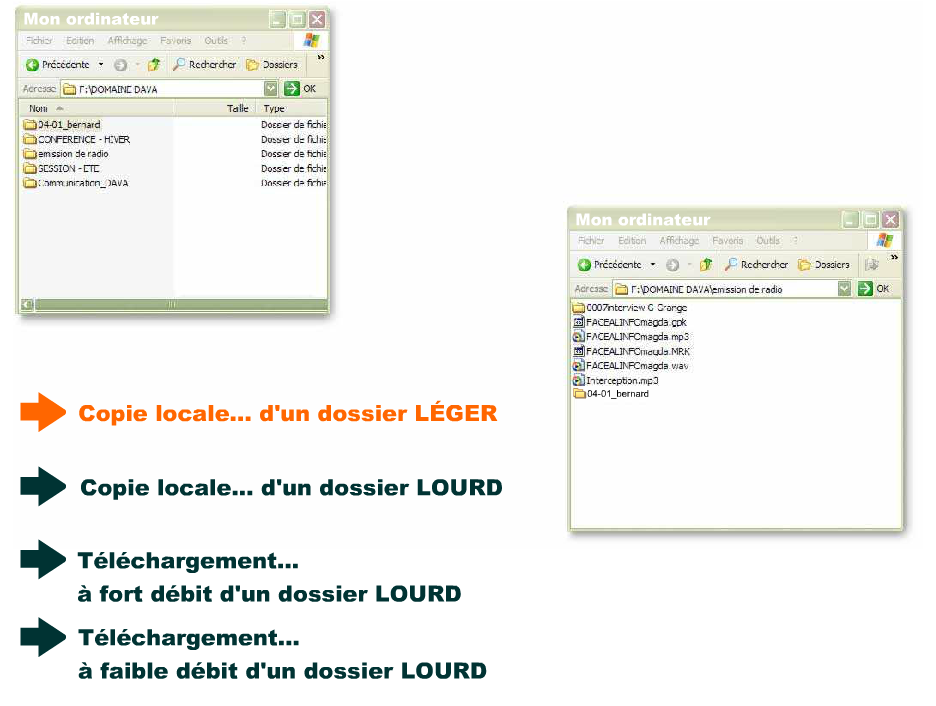 Mon ordinateur
Fichier Edition Affichage Favoris Outils ?
Précédente Rechercher Dossiers »
Adresse F:\DOMAINE DAVA OK
Nom Taille Type
04-01_bernard Dossier de fichie
CONFERENCE - HIVER Dossier de fichie
emission de radio Dossier de fichie
SESSION - ETE Dossier de fichie
Communication_DAVA Dossier de fichie
Mon ordinateur
Fichier Edition Affichage Favoris Outils ?
Précédente Rechercher Dossiers »
Adresse F:\DOMAINE DAVA\emission de radio OK
0007interview G Grange
FACEALINFOmagda.gpk
FACEALINFOmagda.mp3
FACEALINFOmagda.MRK
FACEALINFOmagda.wav
Interception.mp3
04-01_bernard
Copie locale... d'un dossier LÉGER
Copie locale... d'un dossier LOURD
Téléchargement...
à fort débit d'un dossier LOURD
Téléchargement...
à faible débit d'un dossier LOURD